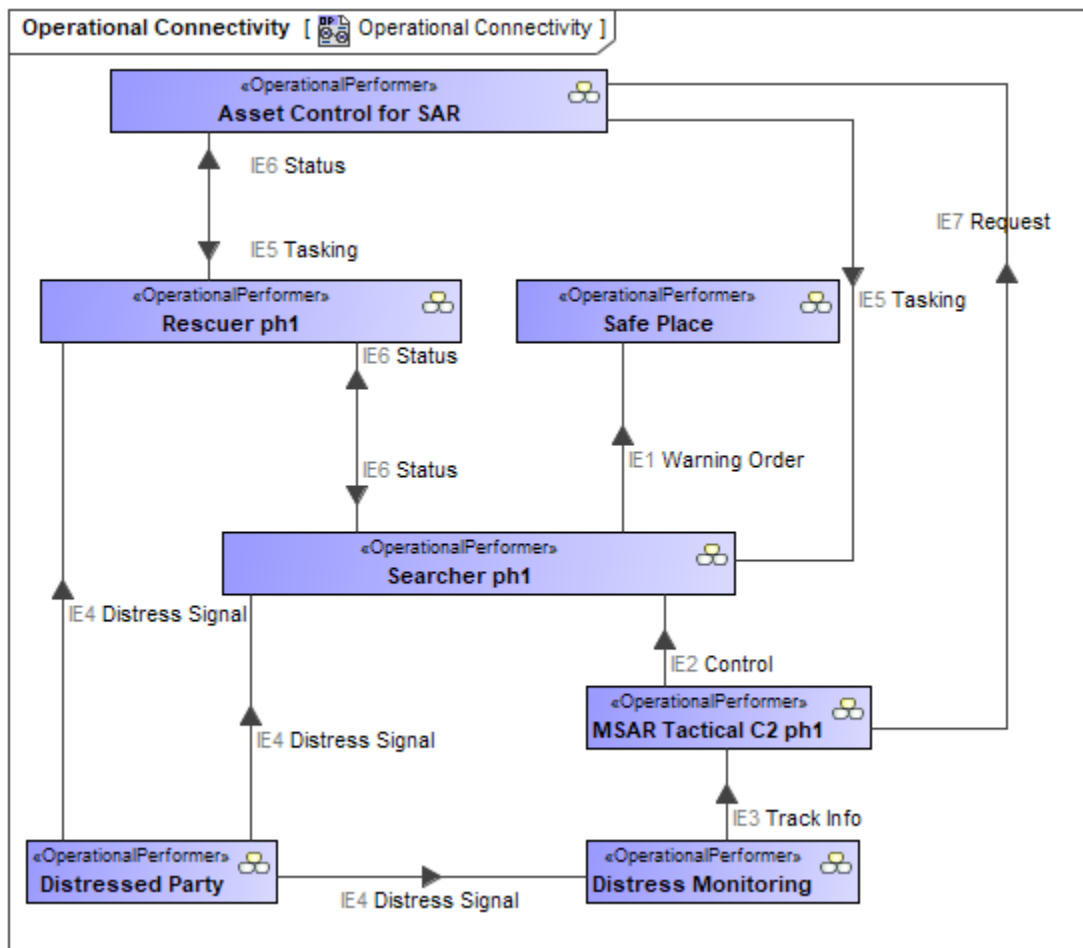 Operational Connectivity [ Operational Connectivity ]
«OperationalPerformer»
Asset Control for SAR
IE6 Status
IE7 Request
IE5 Tasking
«OperationalPerformer»
Rescuer ph1
«OperationalPerformer»
Safe Place
IE5 Tasking
IE6 Status
IE6 Status
IE1 Warning Order
«OperationalPerformer»
Searcher ph1
IE4 Distress Signal
IE2 Control
«OperationalPerformer»
MSAR Tactical C2 ph1
IE4 Distress Signal
IE3 Track Info
«OperationalPerformer»
Distressed Party
«OperationalPerformer»
Distress Monitoring
IE4 Distress Signal